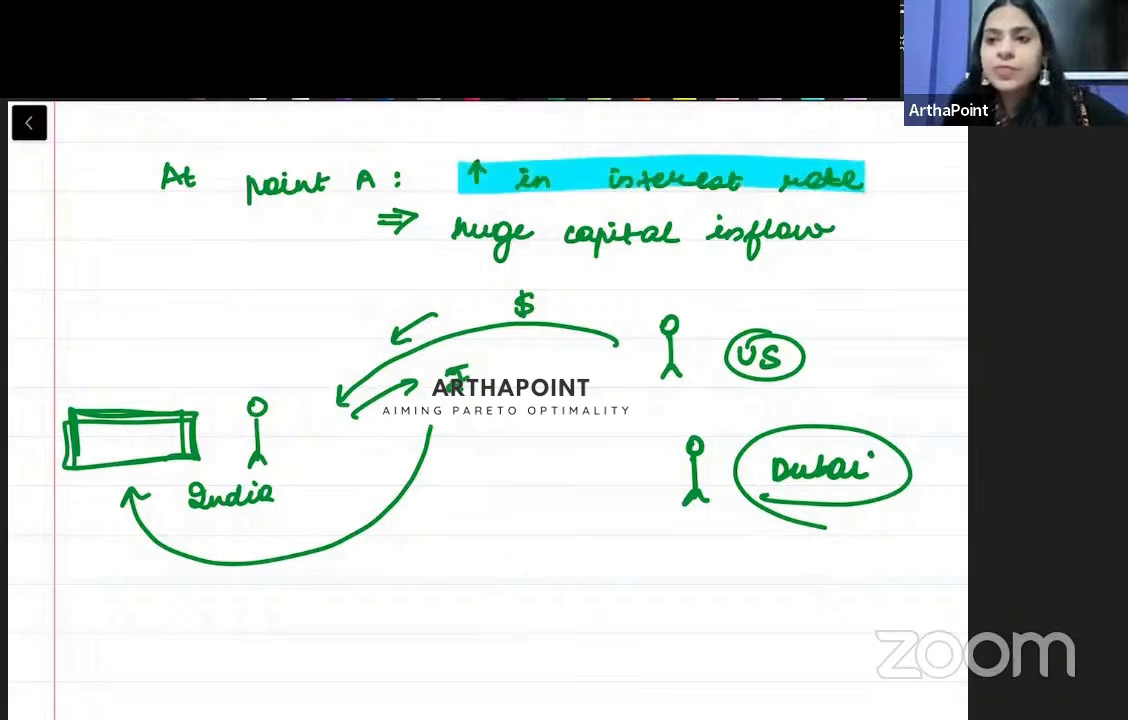 ArthaPoint
At point A : ↑ in interest rate
⇒ huge capital inflow
$
US
ARTHAPOINT
AIMING PARETO OPTIMALITY
Dubai
India
zoom